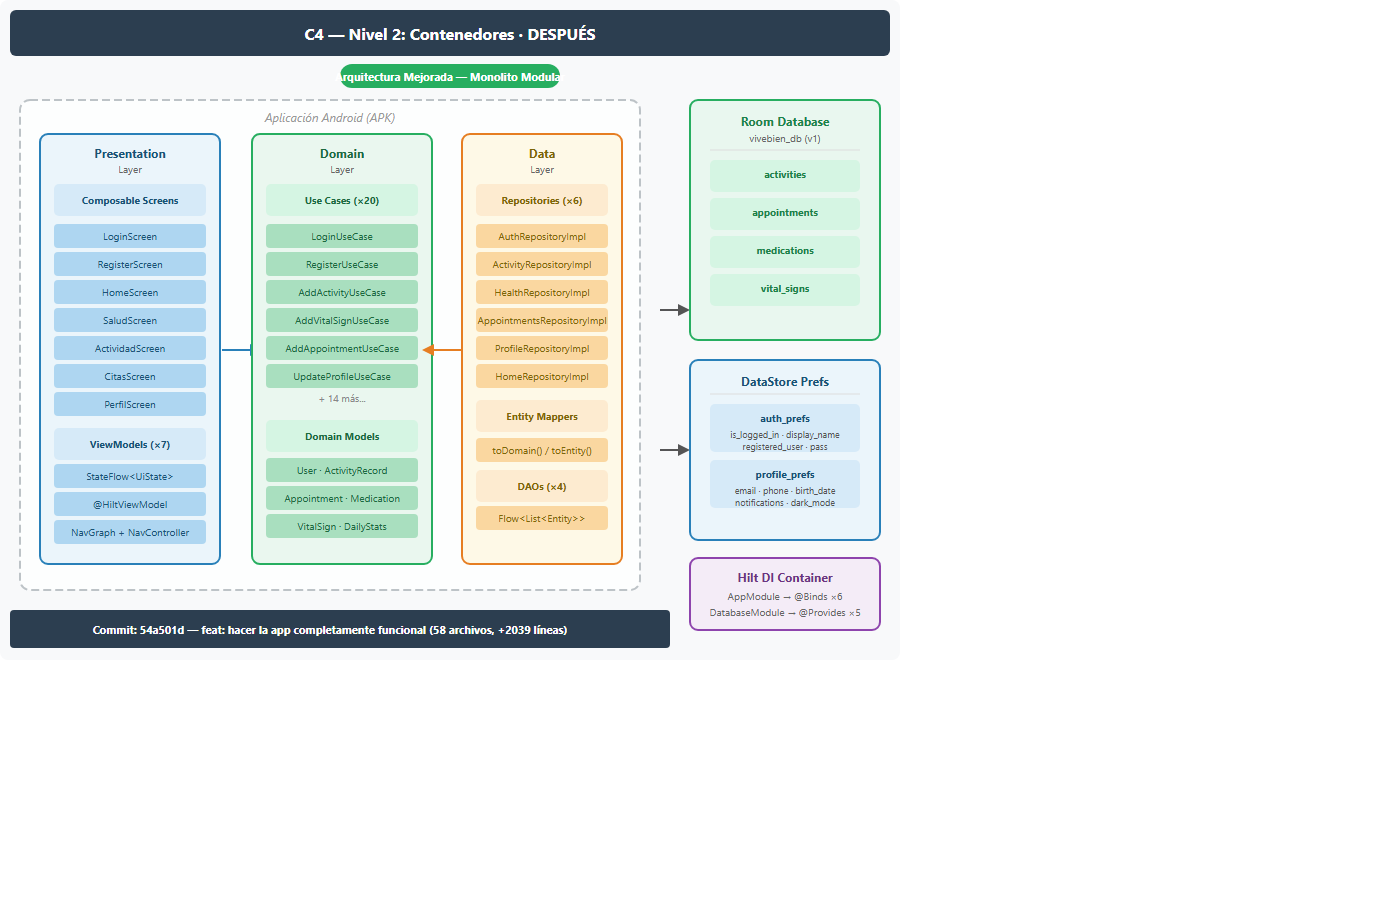 C4 — Nivel 2: Contenedores · DESPUÉS
Arquitectura Mejorada — Monolito Modular
Aplicación Android (APK)
Presentation
Layer
Composable Screens
LoginScreen
RegisterScreen
HomeScreen
SaludScreen
ActividadScreen
CitasScreen
PerfilScreen
ViewModels (×7)
StateFlow<UiState>
@HiltViewModel
NavGraph + NavController
Domain
Layer
Use Cases (×20)
LoginUseCase
RegisterUseCase
AddActivityUseCase
AddVitalSignUseCase
AddAppointmentUseCase
UpdateProfileUseCase
+ 14 más...
Domain Models
User · ActivityRecord
Appointment · Medication
VitalSign · DailyStats
Data
Layer
Repositories (×6)
AuthRepositoryImpl
ActivityRepositoryImpl
HealthRepositoryImpl
AppointmentsRepositoryImpl
ProfileRepositoryImpl
HomeRepositoryImpl
Entity Mappers
toDomain() / toEntity()
DAOs (×4)
Flow<List<Entity>>
Room Database
vivebien_db (v1)
activities
appointments
medications
vital_signs
DataStore Prefs
auth_prefs
is_logged_in · display_name
registered_user · pass
profile_prefs
email · phone · birth_date
notifications · dark_mode
Hilt DI Container
AppModule → @Binds ×6
DatabaseModule → @Provides ×5
Commit: 54a501d — feat: hacer la app completamente funcional (58 archivos, +2039 líneas)